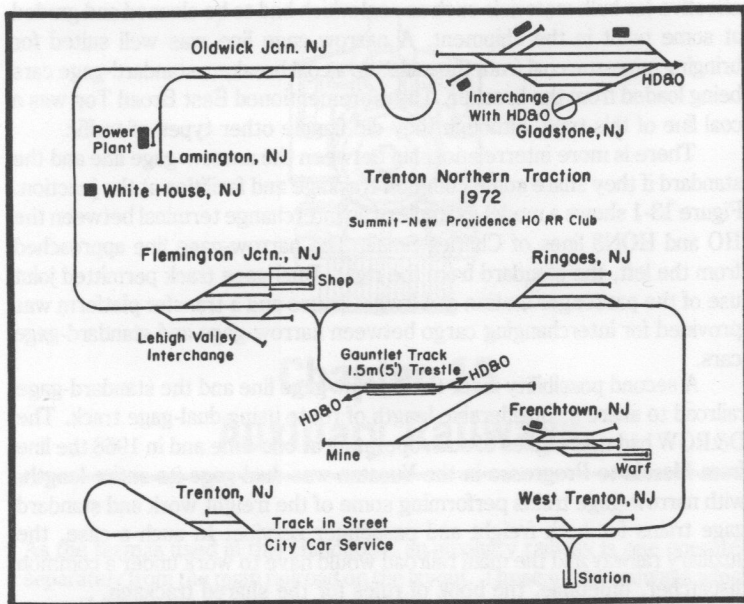 Oldwick Jctn. NJ
HD&O
Interchange
With HD&O
Gladstone, NJ
Power
Plant
Lamington, NJ
White House, NJ
Trenton Northern Traction
1972
Summit-New Providence HO RR Club
Flemington Jctn., NJ
Shop
Ringoes, NJ
Lehigh Valley
Interchange
Gauntlet Track
1.5m(5') Trestle
HD&O
HD&O
Mine
Frenchtown, NJ
Warf
Trenton, NJ
Track in Street
City Car Service
West Trenton, NJ
Station